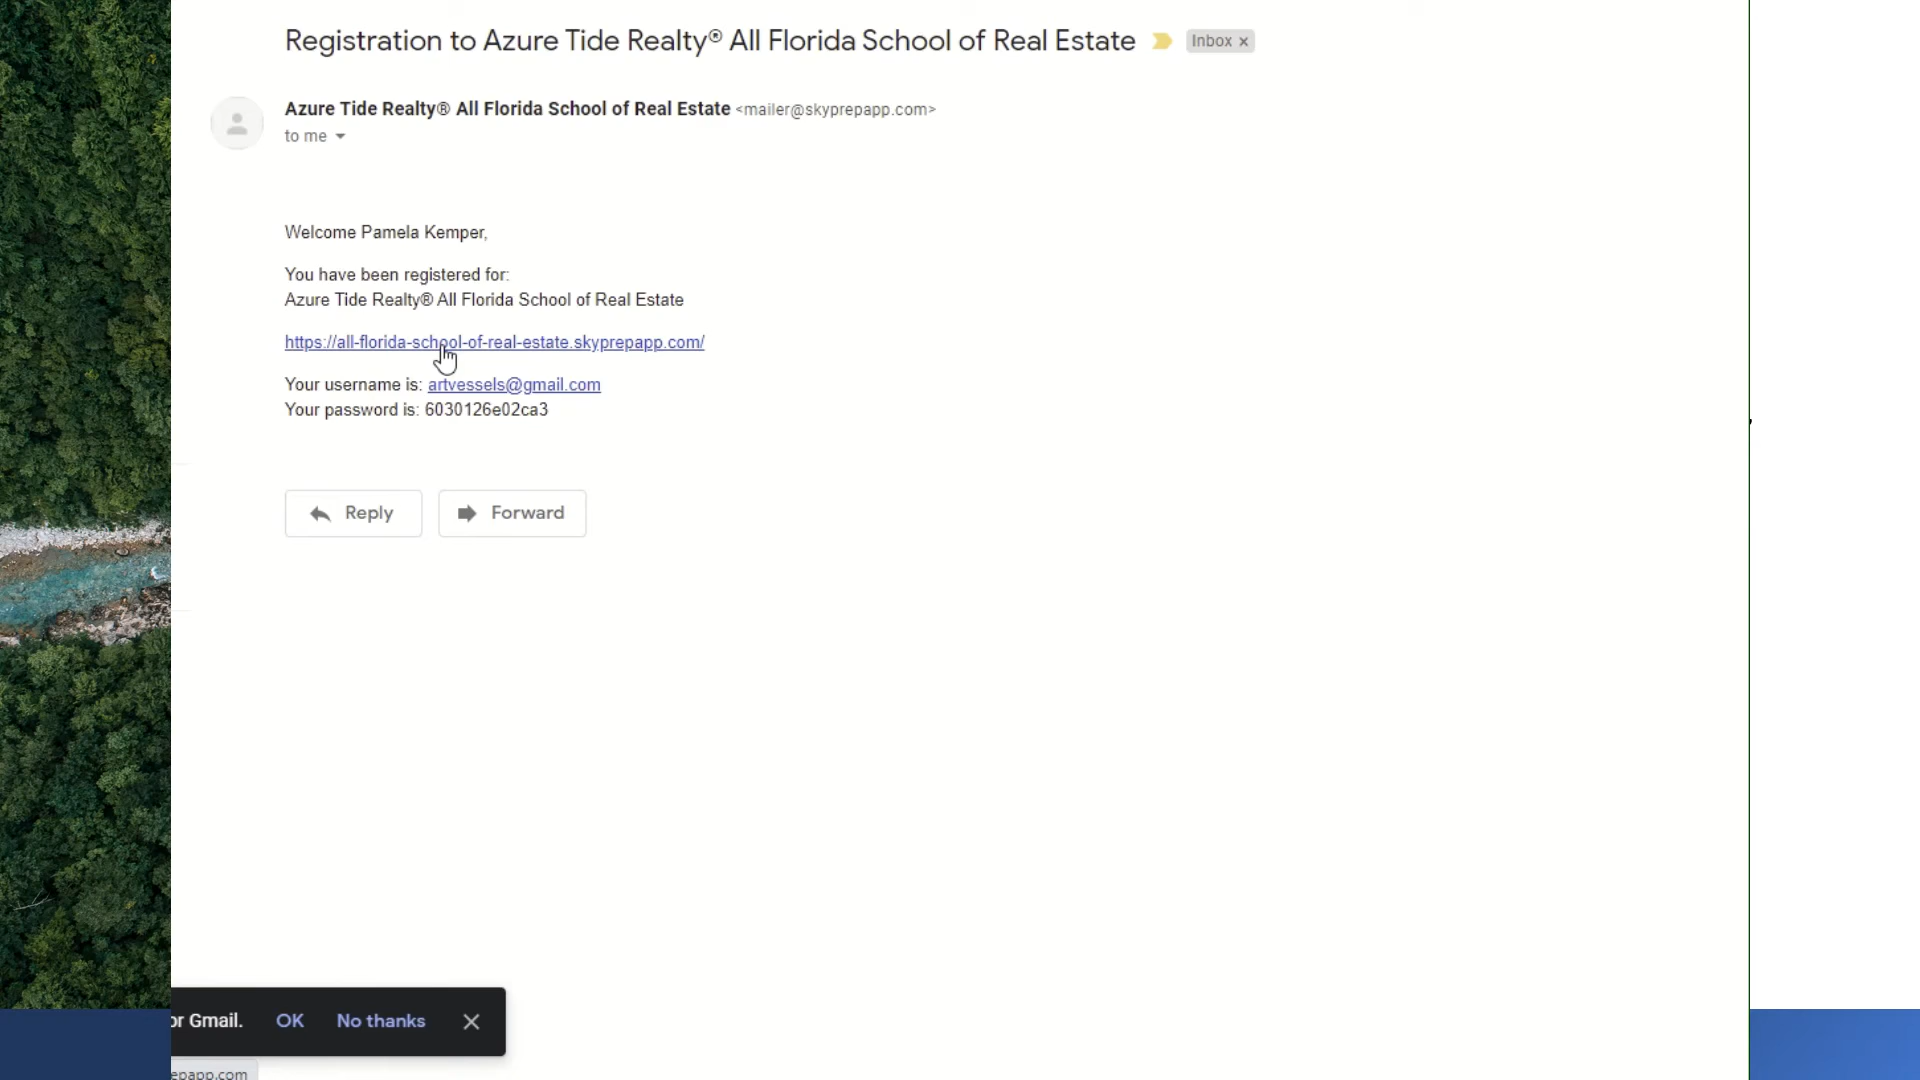 Registration to Azure Tide Realty® All Florida School of Real Estate Inbox x
Azure Tide Realty® All Florida School of Real Estate <mailer@skyprepapp.com>
to me
Welcome Pamela Kemper,
You have been registered for:
Azure Tide Realty® All Florida School of Real Estate
https://all-florida-school-of-real-estate.skyprepapp.com/
Your username is: artvessels@gmail.com
Your password is: 6030126e02ca3
Reply Forward
or Gmail. OK No thanks
epapp.com